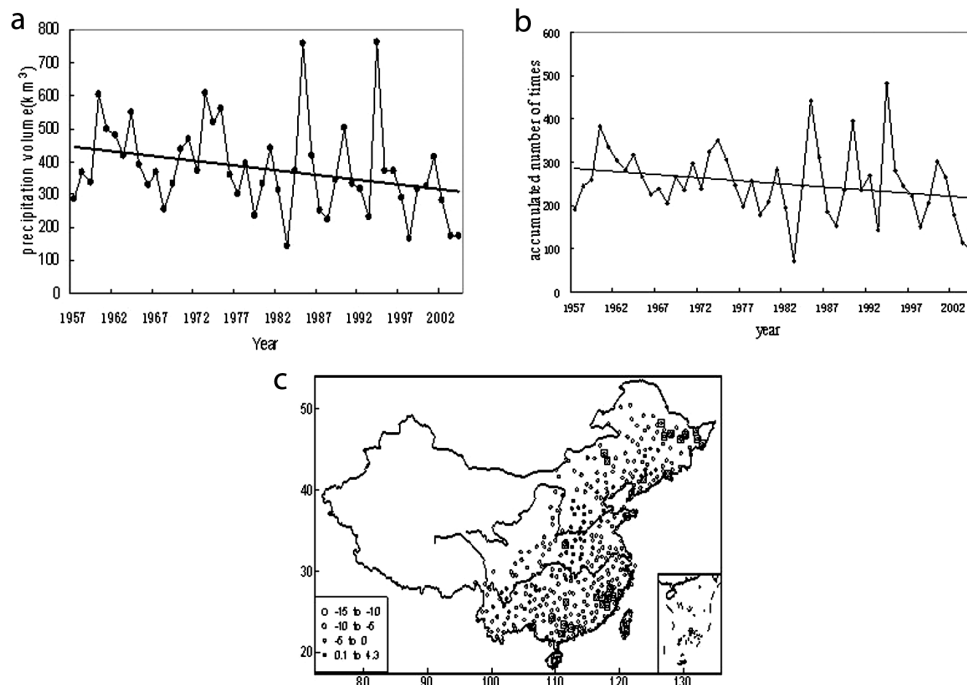 a
precipitation volume(km³)
800
700
600
500
400
300
200
100
0
1957 1962 1967 1972 1977 1982 1987 1992 1997 2002
Year
b
accumulated number of times
600
500
400
300
200
100
0
1957 1962 1967 1972 1977 1982 1987 1992 1997 2002
year
c
50
40
30
20
-15 to -10
-10 to -5
-5 to 0
0.1 to 4.3
80 90 100 110 120 130